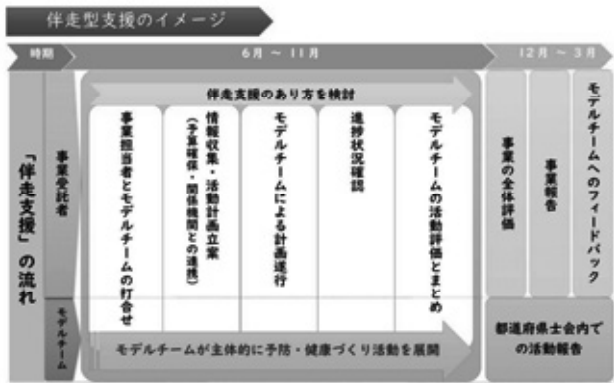 伴走型支援のイメージ
時期
6月 ～ 11月
12月 ～ 3月
「伴走支援」の流れ
事業受託者
伴走支援のあり方を検討
事業担当者とモデルチームの打合せ
情報収集・活動計画立案
（予算確保・関係機関との連携）
モデルチームによる計画遂行
進捗状況確認
モデルチームの活動評価とまとめ
事業の全体評価
事業報告
モデルチームへのフィードバック
モデルチーム
モデルチームが主体的に予防・健康づくり活動を展開
都道府県士会内で
の活動報告